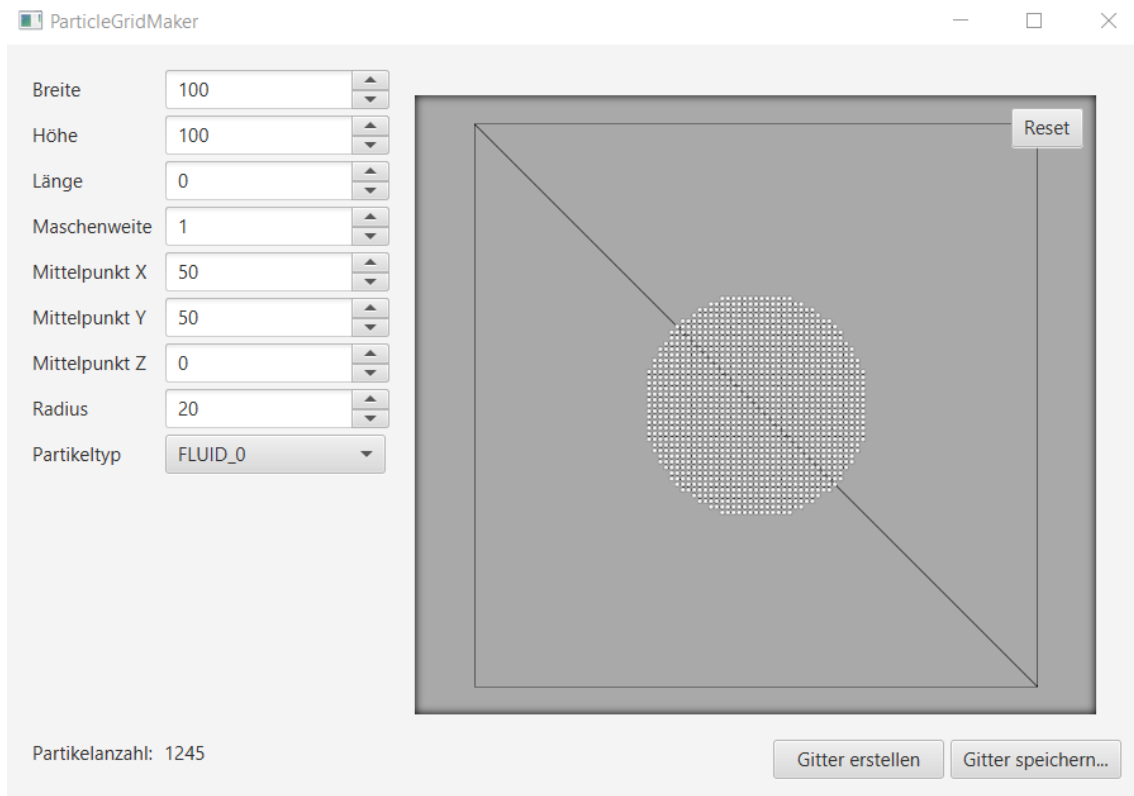 ParticleGridMaker
Breite 100
Höhe 100
Länge 0
Maschenweite 1
Mittelpunkt X 50
Mittelpunkt Y 50
Mittelpunkt Z 0
Radius 20
Partikeltyp FLUID_0
Reset
Partikelanzahl: 1245
Gitter erstellen Gitter speichern...